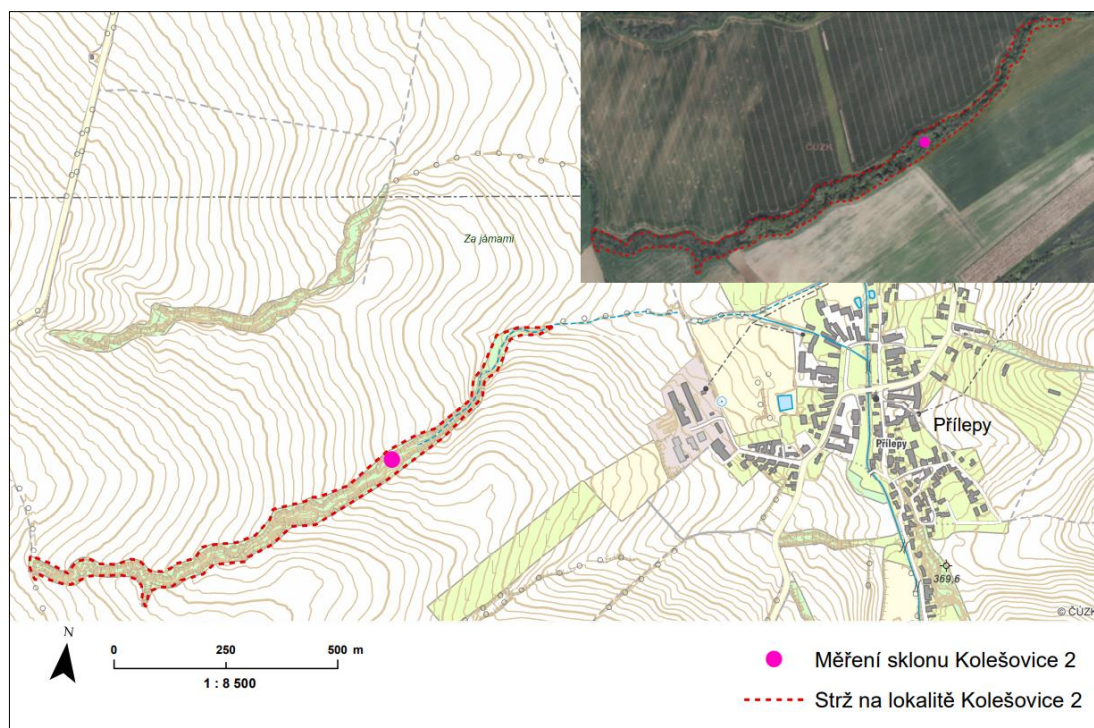 ČÚZK
Za jámami
Přílepy
Přílepy
369,6
© ČÚZK
N
0 250 500 m
1 : 8 500
Měření sklonu Kolešovice 2
Strž na lokalitě Kolešovice 2